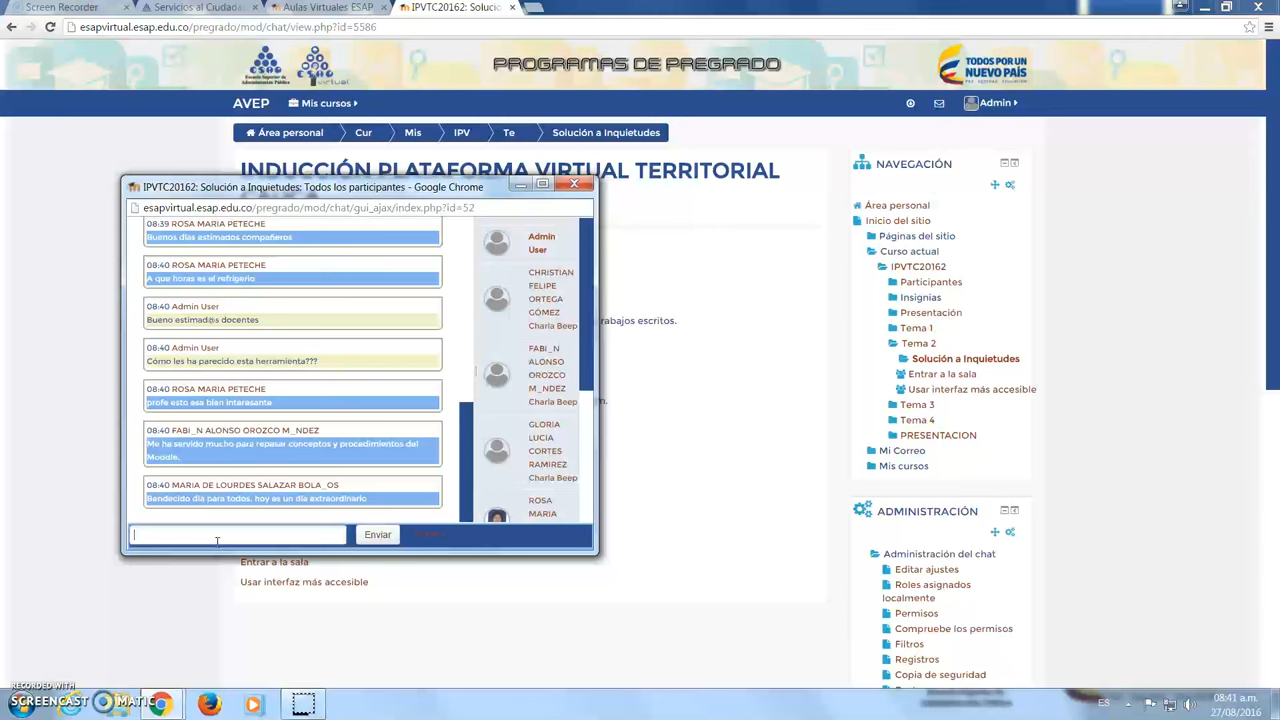 Screen Recorder
Servicios al Ciudada
Aulas Virtuales ESAP
IPVTC20162: Soluci
esapvirtual.esap.edu.co/pregrado/mod/chat/view.php?id=5586
PROGRAMAS DE PREGRADO
TODOS POR UN
NUEVO PAÍS
AVEP
Mis cursos
Admin
Área personal
Cur
Mis
IPV
Te
Solución a Inquietudes
INDUCCIÓN PLATAFORMA VIRTUAL TERRITORIAL
IPVTC20162: Solución a Inquietudes: Todos los participantes - Google Chrome
esapvirtual.esap.edu.co/pregrado/mod/chat/gui_ajax/index.php?id=52
08:39 ROSA MARIA PETECHE
Buenos dias estimados compañeros
08:40 ROSA MARIA PETECHE
A que horas es el refrigerio
08:40 Admin User
Bueno estimad@s docentes
08:40 Admin User
Cómo les ha parecido esta herramienta???
08:40 ROSA MARIA PETECHE
profe esto esa bien interasante
08:40 FABI_N ALONSO OROZCO M_NDEZ
Me ha servido mucho para repasar conceptos y procedimientos del
Moodle.
08:40 MARIA DE LOURDES SALAZAR BOLA_OS
Bendecido día para todos, hoy es un día extraordinario
Enviar
Admin
User
CHRISTIAN
FELIPE
ORTEGA
GÓMEZ
Charla Beep
FABI_N
ALONSO
OROZCO
M_NDEZ
Charla Beep
GLORIA
LUCIA
CORTES
RAMIREZ
Charla Beep
ROSA
MARIA
rabajos escritos.
m.
Entrar a la sala
Usar interfaz más accesible
NAVEGACIÓN
Área personal
Inicio del sitio
Páginas del sitio
Curso actual
IPVTC20162
Participantes
Insignias
Presentación
Tema 1
Tema 2
Solución a Inquietudes
Entrar a la sala
Usar interfaz más accesible
Tema 3
Tema 4
PRESENTACION
Mi Correo
Mis cursos
ADMINISTRACIÓN
Administración del chat
Editar ajustes
Roles asignados
localmente
Permisos
Compruebe los permisos
Filtros
Registros
Copia de seguridad
RECORDED WITH
SCREENCAST MATIC
ES
08:41 a.m.
27/08/2016